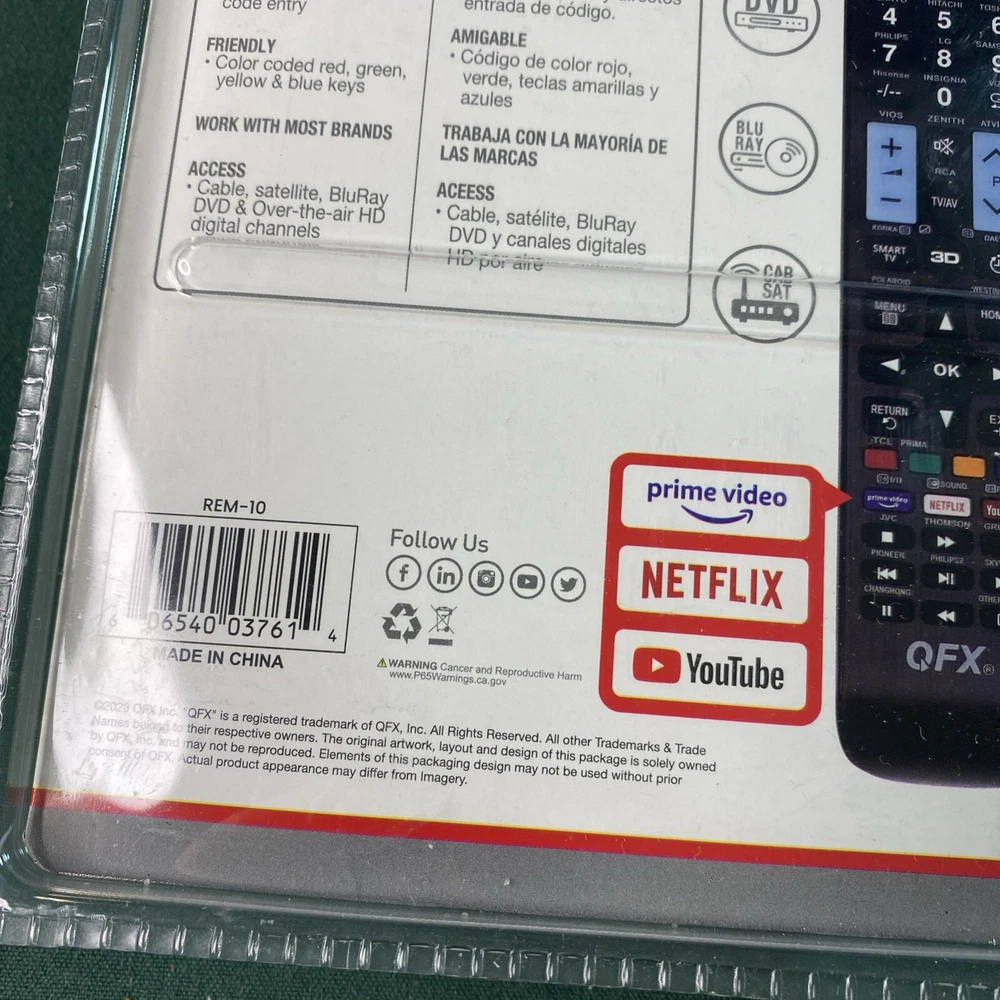 code entry
FRIENDLY
• Color coded red, green,
yellow & blue keys
WORK WITH MOST BRANDS
ACCESS
• Cable, satellite, BluRay
DVD & Over-the-air HD
digital channels
entrada de código.
AMIGABLE
• Código de color rojo,
verde, teclas amarillas y
azules
TRABAJA CON LA MAYORÍA DE
LAS MARCAS
ACEESS
• Cable, satélite, BluRay
DVD y canales digitales
HD por aire
DVD
BLU
RAY
CAB
SAT
HITACHI
4 5 6
PHILIPS LG
7 8
Hisense INSIGNIA
-/-- 0
VIOS ZENITH
+
RCA
- TV/AV
KONKA
SMART
TV
3D
POLAROID
MENU
OK
RETURN
TCL PRIMA
I/II SOUND
prime video NETFLIX
JVC THOMSON
PIONEER PHILIPS2
CHANGHONG
QFX®
prime video
NETFLIX
YouTube
REM-10
6 06540 03761 4
MADE IN CHINA
Follow Us
WARNING Cancer and Reproductive Harm
www.P65Warnings.ca.gov
©2023 QFX Inc. "QFX" is a registered trademark of QFX, Inc. All Rights Reserved. All other Trademarks & Trade
Names belong to their respective owners. The original artwork, layout and design of this package is solely owned
by QFX, Inc. and may not be reproduced. Elements of this packaging design may not be used without prior
consent of QFX. Actual product appearance may differ from Imagery.